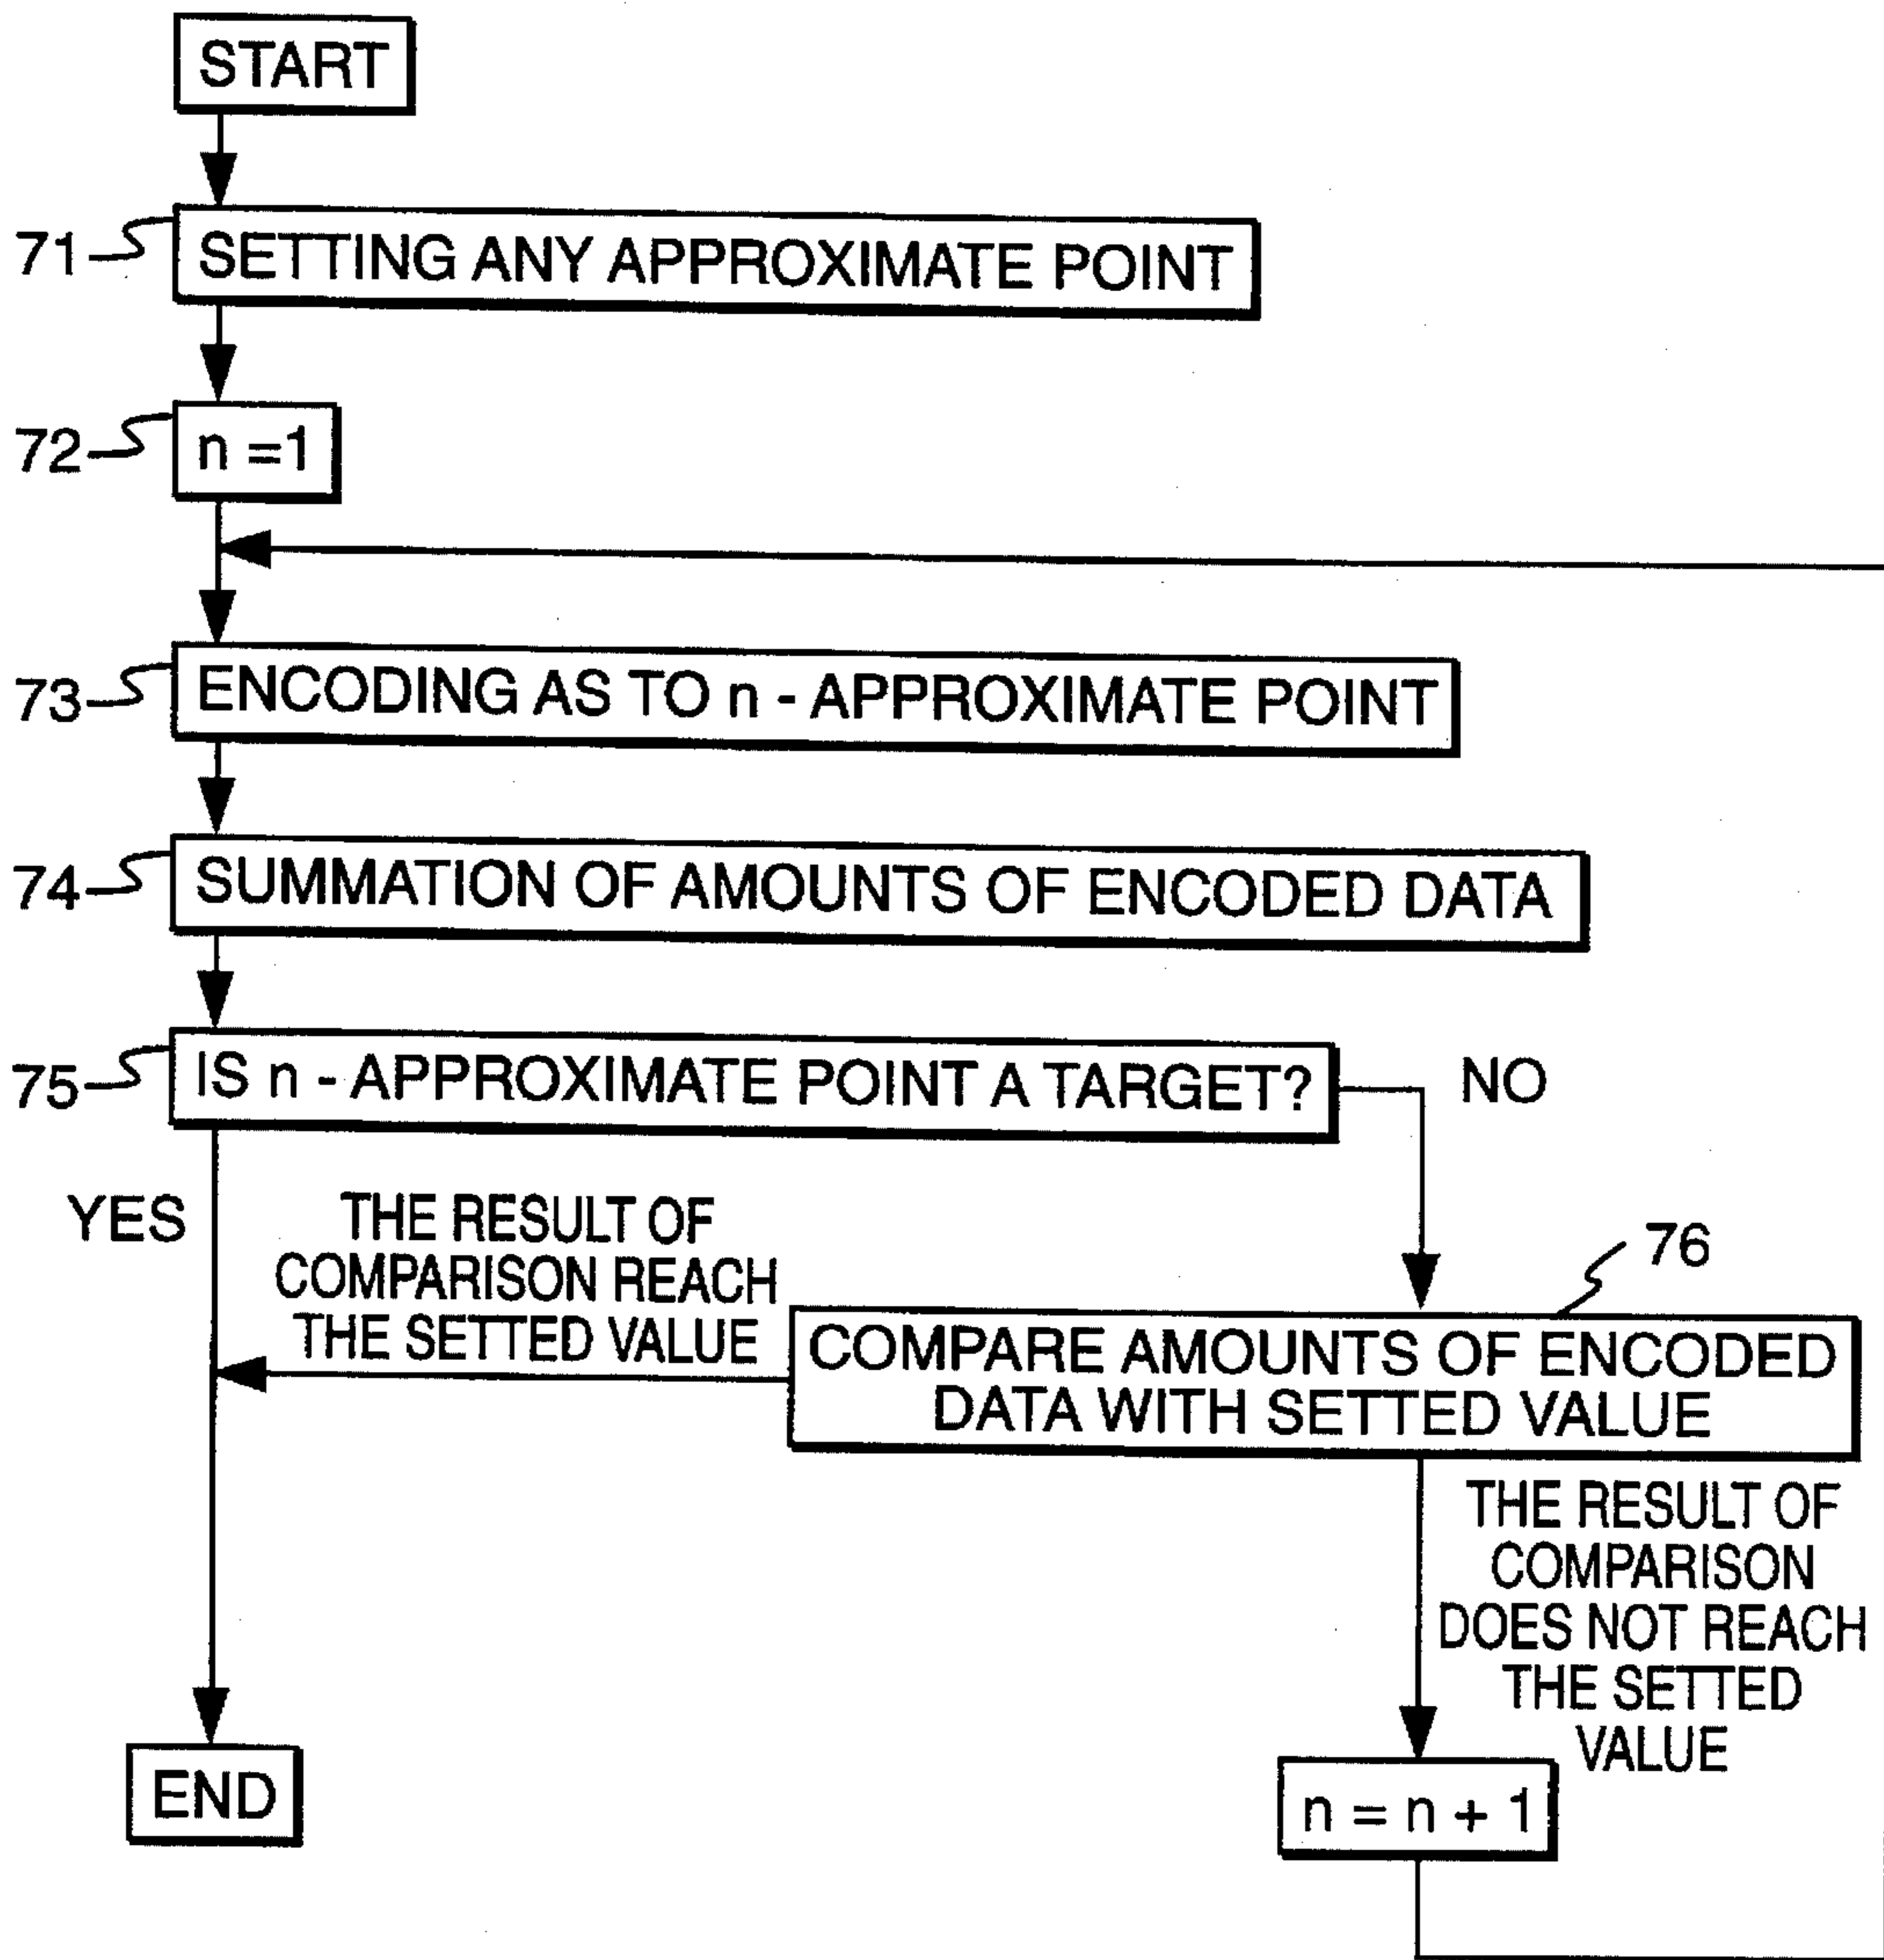 START
71
SETTING ANY APPROXIMATE POINT
72
n =1
73
ENCODING AS TO n - APPROXIMATE POINT
74
SUMMATION OF AMOUNTS OF ENCODED DATA
75
IS n - APPROXIMATE POINT A TARGET?
NO
YES
THE RESULT OF
COMPARISON REACH
THE SETTED VALUE
76
COMPARE AMOUNTS OF ENCODED
DATA WITH SETTED VALUE
THE RESULT OF
COMPARISON
DOES NOT REACH
THE SETTED
VALUE
END
n = n + 1